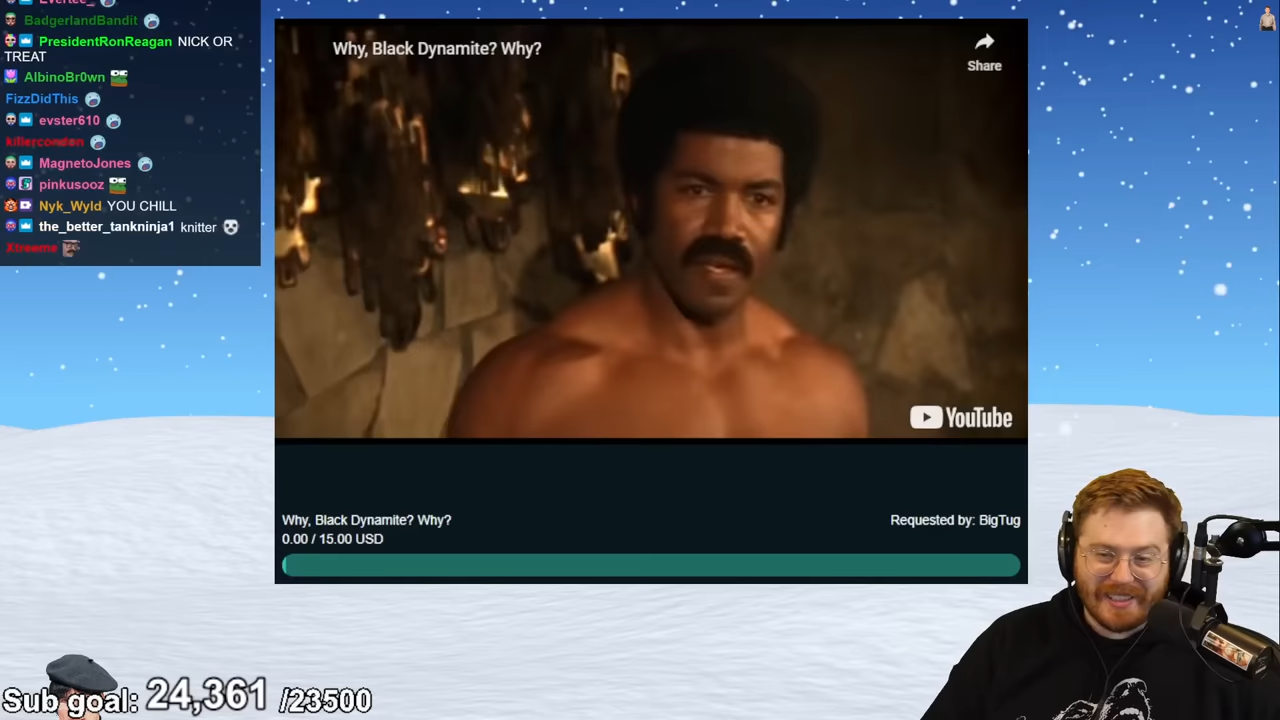 BadgerlandBandit
PresidentRonReagan NICK OR
TREAT
AlbinoBr0wn
FizzDidThis
evster610
MagnetoJones
pinkusooz
Nyk_Wyld YOU CHILL
the_better_tankninja1 knitter
Why, Black Dynamite? Why?
Share
YouTube
Why, Black Dynamite? Why?
Requested by: BigTug
0.00 / 15.00 USD
Sub goal: 24,361 /23500